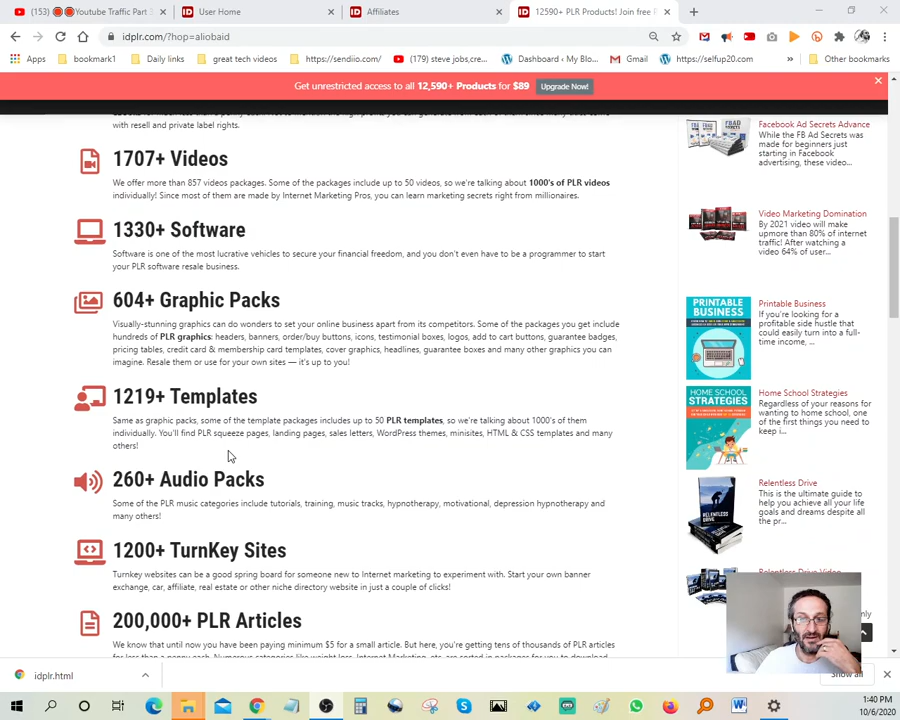 (153) 🔴🔴Youtube Traffic Part
User Home
Affiliates
12590+ PLR Products! Join free
idplr.com/?hop=aliobaid
Apps
bookmark1
Daily links
great tech videos
https://sendiio.com/
(179) steve jobs,cre...
Dashboard ‹ My Blo...
Gmail
https://selfup20.com/
»
Other bookmarks
Get unrestricted access to all 12,590+ Products for $89
Upgrade Now!
with resell and private label rights.
1707+ Videos
We offer more than 857 videos packages. Some of the packages include up to 50 videos, so we're talking about 1000's of PLR videos
individually! Since most of them are made by Internet Marketing Pros, you can learn marketing secrets right from millionaires.
1330+ Software
Software is one of the most lucrative vehicles to secure your financial freedom, and you don't even have to be a programmer to start
your PLR software resale business.
604+ Graphic Packs
Visually-stunning graphics can do wonders to set your online business apart from its competitors. Some of the packages you get include
hundreds of PLR graphics: headers, banners, order/buy buttons, icons, testimonial boxes, logos, add to cart buttons, guarantee badges,
pricing tables, credit card & membership card templates, cover graphics, headlines, guarantee boxes and many other graphics you can
imagine. Resale them or use for your own sites — it's up to you!
1219+ Templates
Same as graphic packs, some of the template packages includes up to 50 PLR templates, so we're talking about 1000's of them
individually. You'll find PLR squeeze pages, landing pages, sales letters, WordPress themes, minisites, HTML & CSS templates and many
others!
260+ Audio Packs
Some of the PLR music categories include tutorials, training, music tracks, hypnotherapy, motivational, depression hypnotherapy and
many others!
1200+ TurnKey Sites
Turnkey websites can be a good spring board for someone new to Internet marketing to experiment with. Start your own banner
exchange, car, affiliate, real estate or other niche directory website in just a couple of clicks!
200,000+ PLR Articles
We know that until now you have been paying minimum $5 for a small article. But here, you're getting tens of thousands of PLR articles
Facebook Ad Secrets Advance
While the FB Ad Secrets was
made for beginners just
starting in Facebook
advertising, these video...
Video Marketing Domination
By 2021 video will make
upmore than 80% of internet
traffic! After watching a
video 64% of user...
PRINTABLE
BUSINESS
Printable Business
If you're looking for a
profitable side hustle that
could easily turn into a full-
time income, ...
HOME SCHOOL
STRATEGIES
Home School Strategies
Regardless of your reasons for
wanting to home school, one
of the first things you need to
keep i...
RELENTLESS
DRIVE
Relentless Drive
This is the ultimate guide to
help you achieve all your life
goals and dreams despite all
the pr...
Relentless Drive Video
only
idplr.html
Show all
1:40 PM
10/6/2020